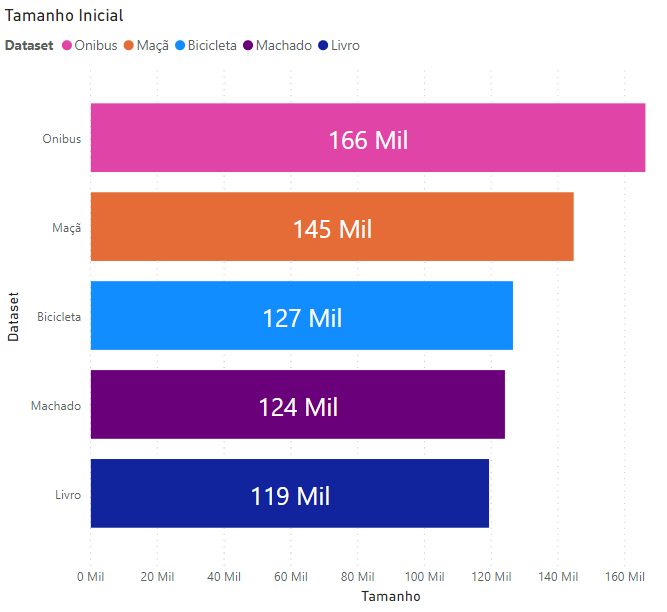 Tamanho Inicial
Dataset Onibus Maçã Bicicleta Machado Livro
Onibus 166 Mil
Maçã 145 Mil
Bicicleta 127 Mil
Machado 124 Mil
Livro 119 Mil
Dataset
0 Mil 20 Mil 40 Mil 60 Mil 80 Mil 100 Mil 120 Mil 140 Mil 160 Mil
Tamanho